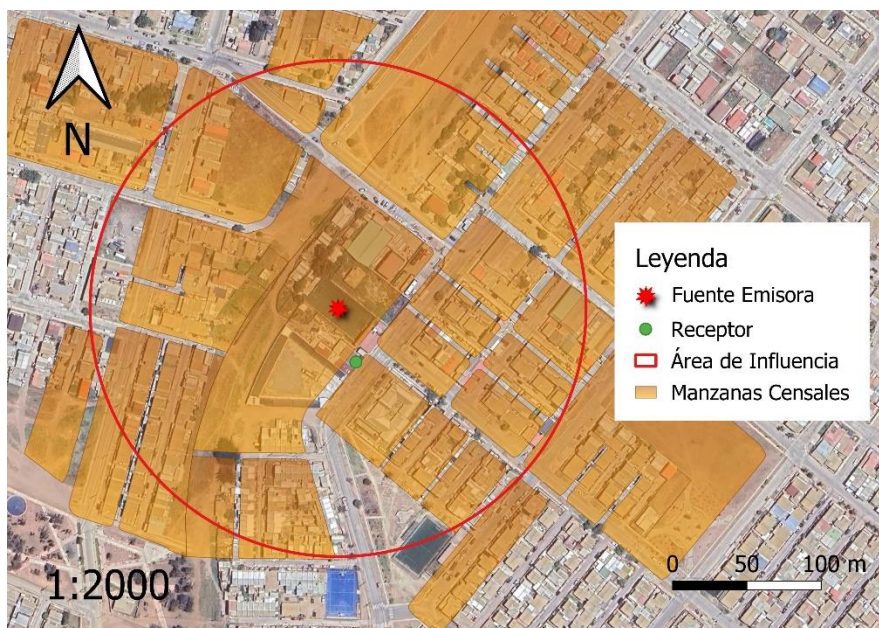 N
Leyenda
Fuente Emisora
Receptor
Área de Influencia
Manzanas Censales
0 50 100 m
1:2000